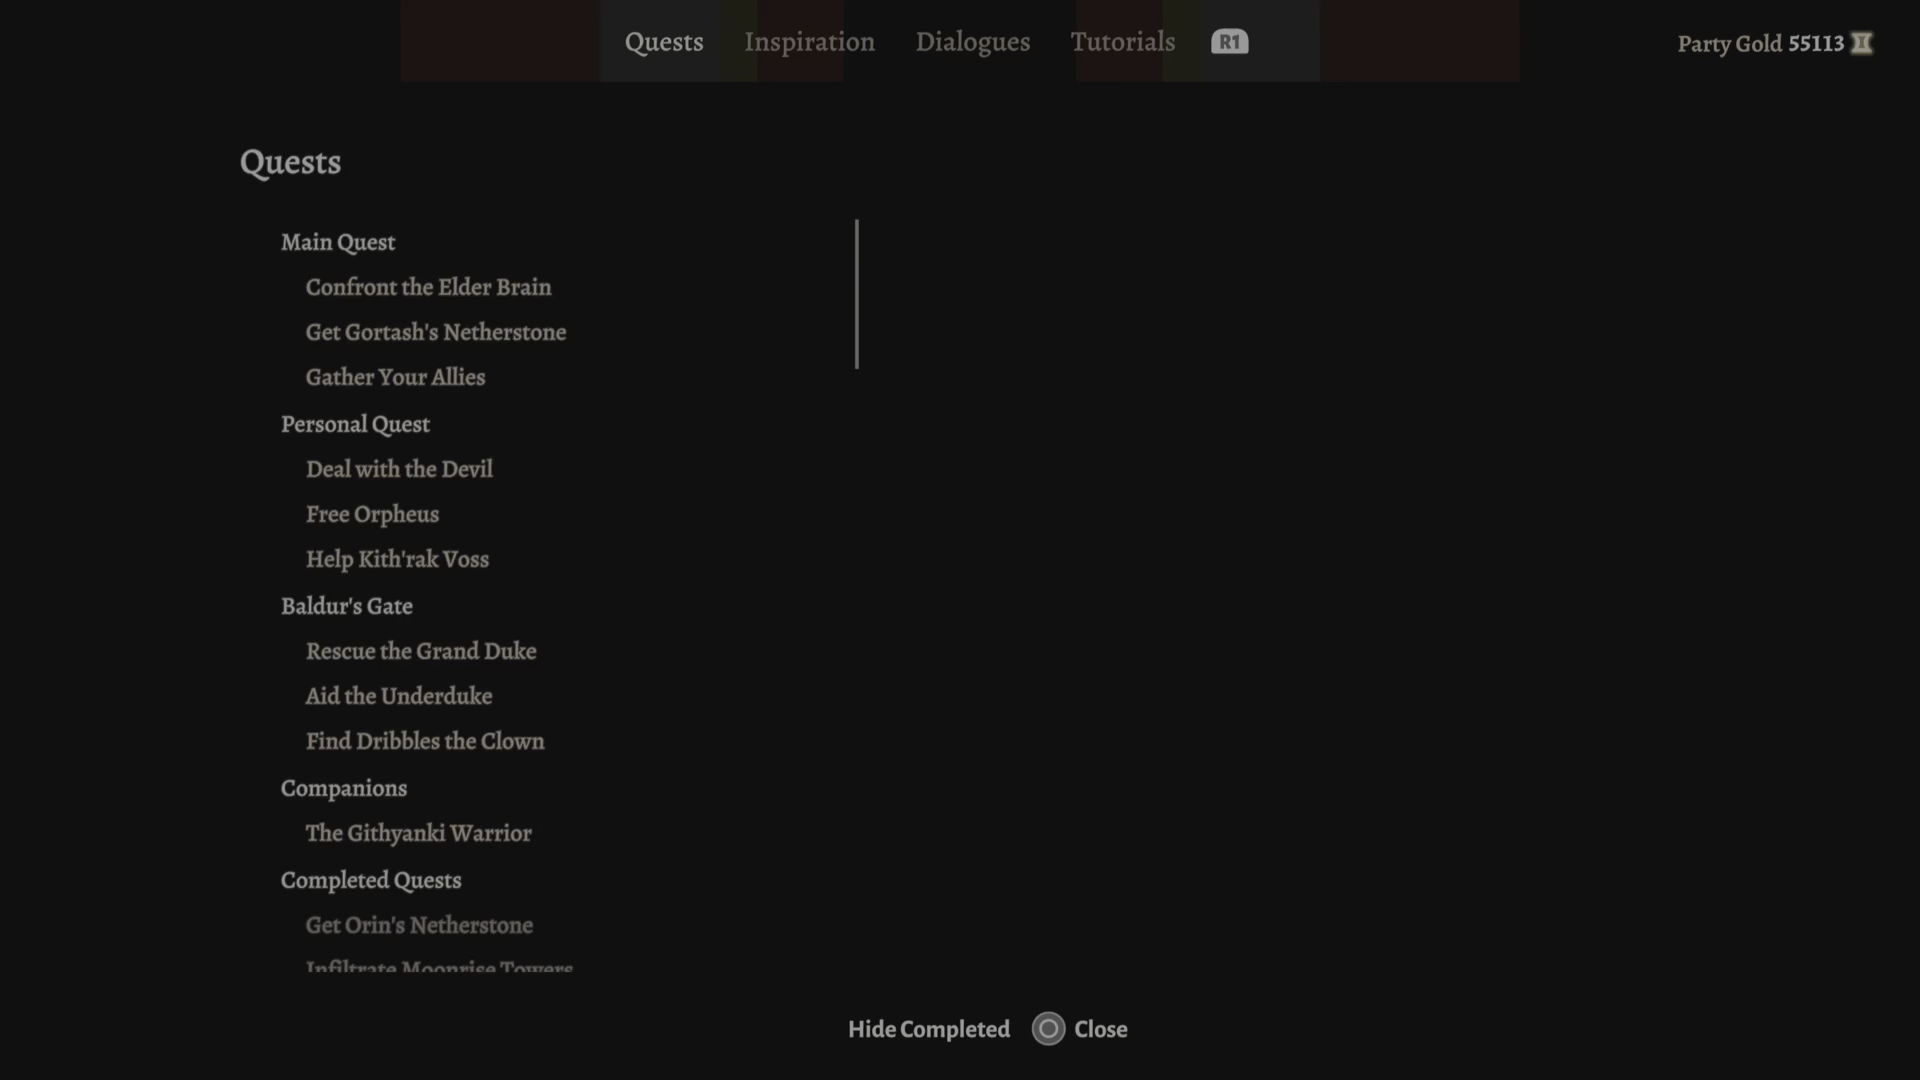 Quests Inspiration Dialogues Tutorials R1
Party Gold 55113
Quests
Main Quest
Confront the Elder Brain
Get Gortash's Netherstone
Gather Your Allies
Personal Quest
Deal with the Devil
Free Orpheus
Help Kith'rak Voss
Baldur's Gate
Rescue the Grand Duke
Aid the Underduke
Find Dribbles the Clown
Companions
The Githyanki Warrior
Completed Quests
Get Orin's Netherstone
Infiltrate Moonrise Towers
Hide Completed Close